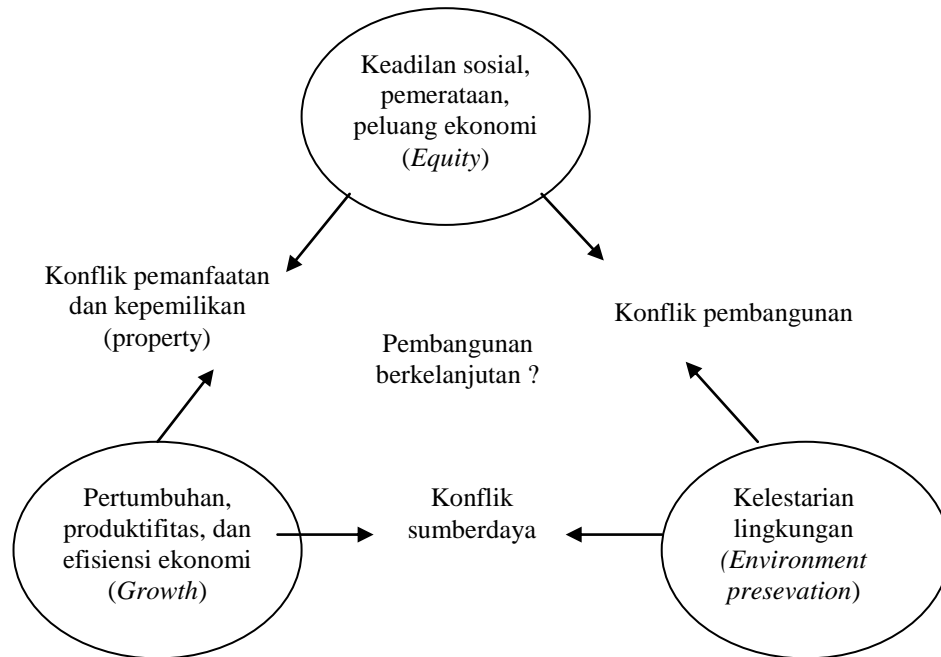 Keadilan sosial,
pemerataan,
peluang ekonomi
(Equity)
Konflik pemanfaatan
dan kepemilikan
(property)
Konflik pembangunan
Pembangunan
berkelanjutan ?
Pertumbuhan,
produktifitas, dan
efisiensi ekonomi
(Growth)
Konflik
sumberdaya
Kelestarian
lingkungan
(Environment
presevation)